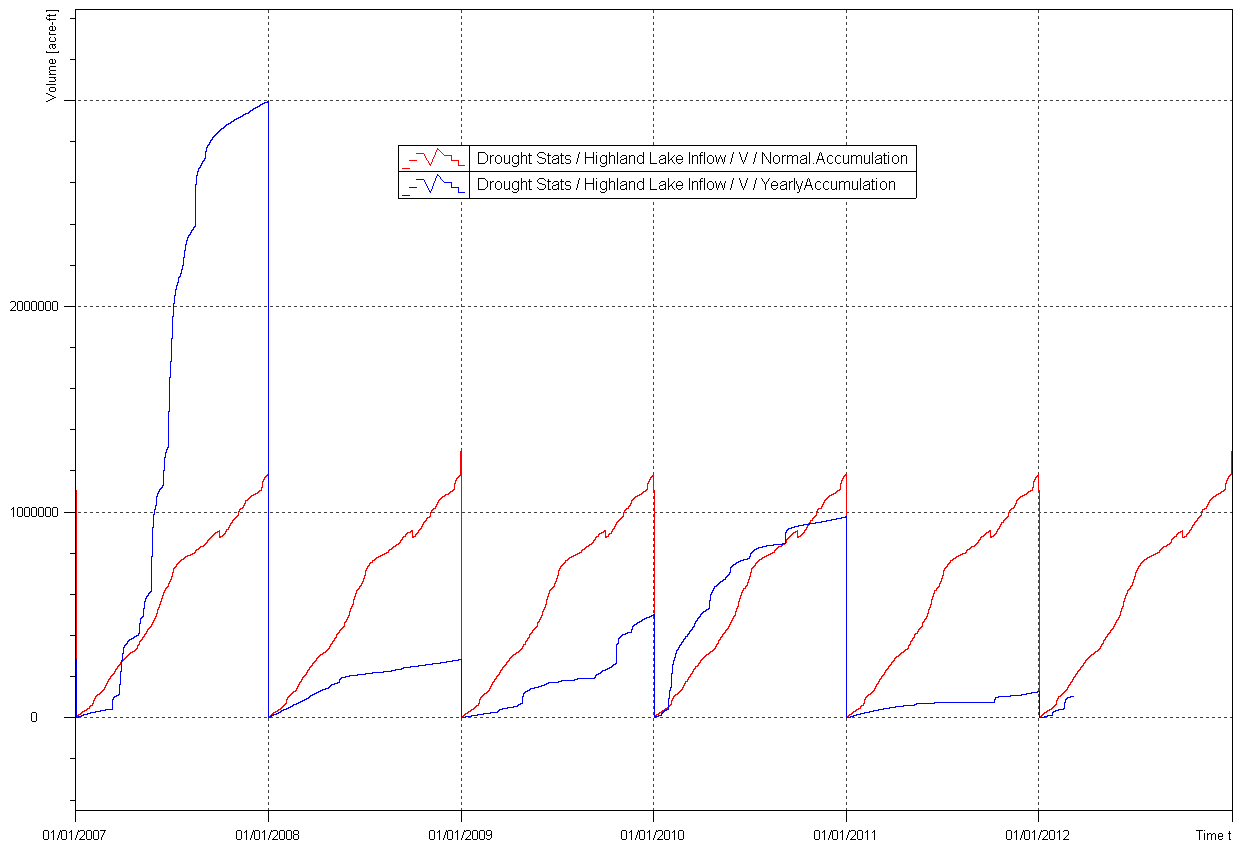 Volume [acre-ft]
Drought Stats / Highland Lake Inflow / V / Normal.Accumulation
Drought Stats / Highland Lake Inflow / V / YearlyAccumulation
2000000
1000000
0
01/01/2007 01/01/2008 01/01/2009 01/01/2010 01/01/2011 01/01/2012 Time t